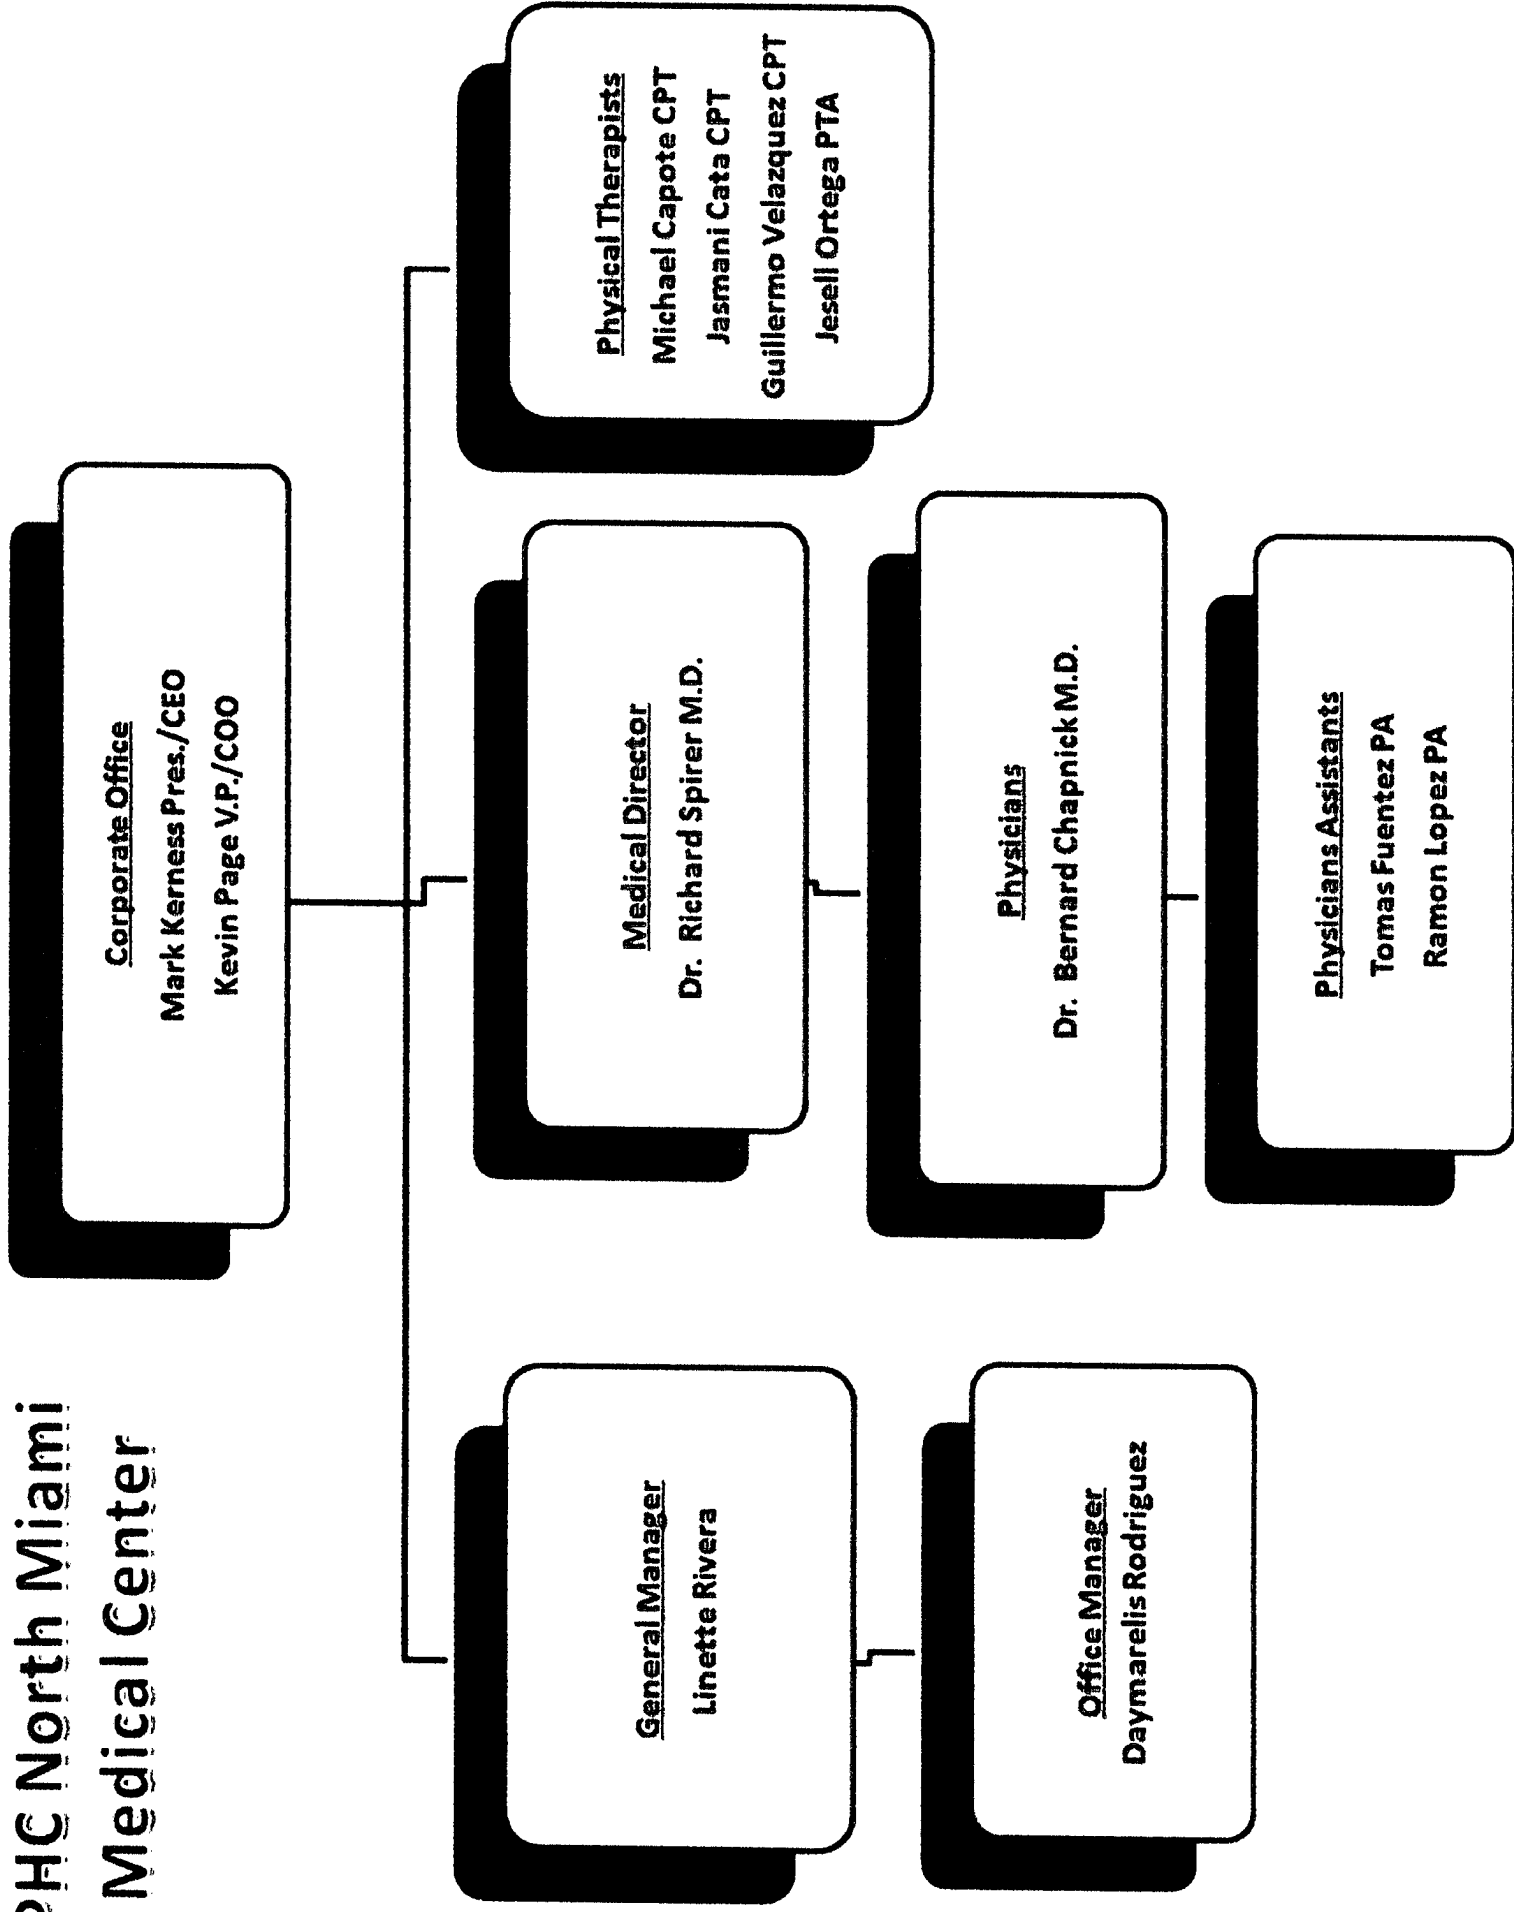 PHC North Miami
Medical Center
Corporate Office
Mark Kerness Pres./CEO
Kevin Page V.P./COO
General Manager
Linette Rivera
Medical Director
Dr. Richard Spirer M.D.
Physical Therapists
Michael Capote CPT
Jasmani Cata CPT
Guillermo Velazquez CPT
Jesell Ortega PTA
Office Manager
Daymarelis Rodriguez
Physicians
Dr. Bernard Chapnick M.D.
Physicians Assistants
Tomas Fuentez PA
Ramon Lopez PA